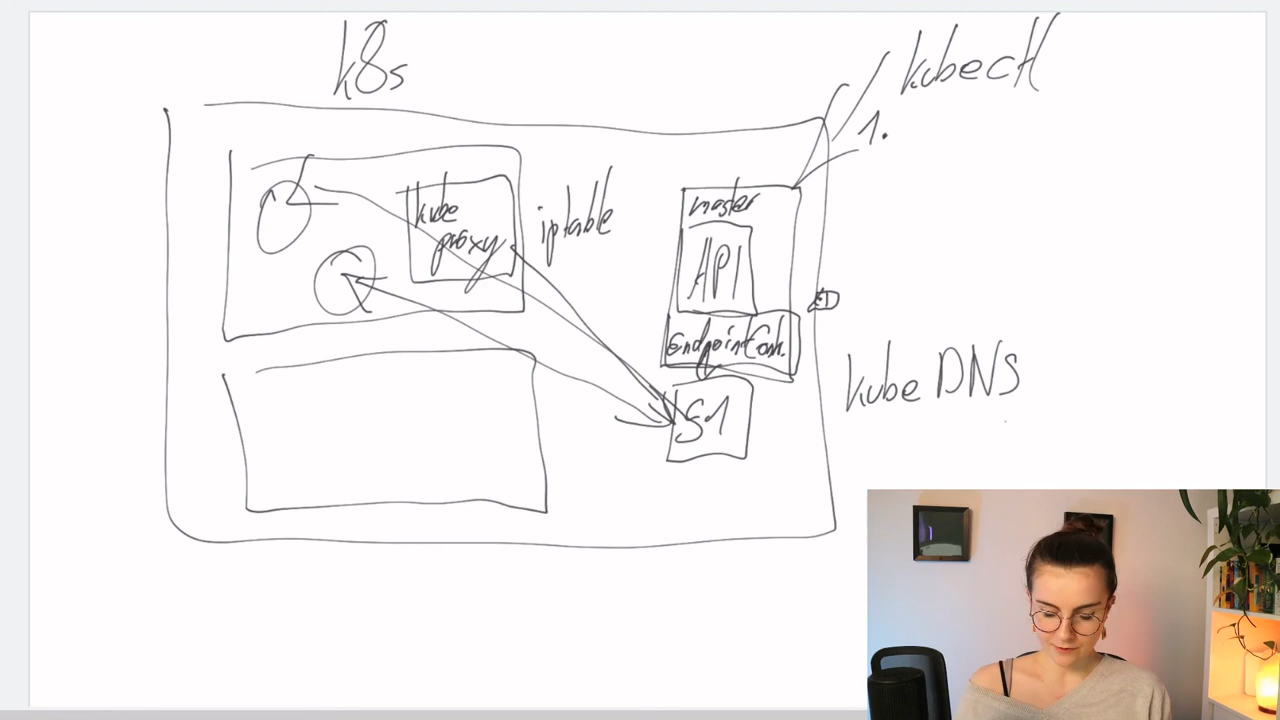 k8s
kubectl
1.
kube
proxy
iptable
master
API
Endpoint Con.
S1
kube DNS